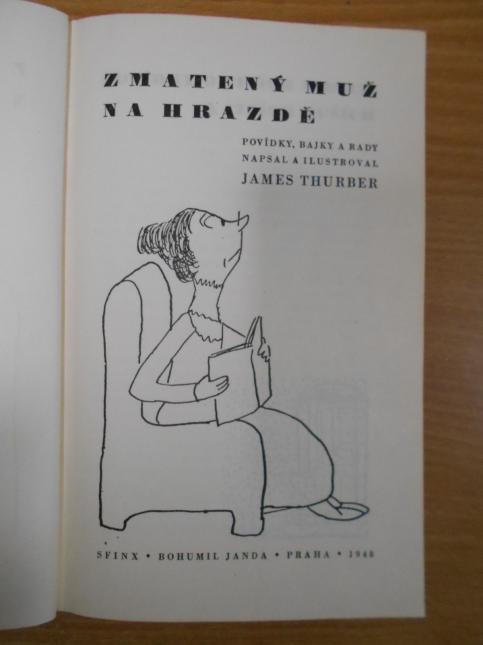 ZMATENÝ MUŽ
NA HRAZDĚ
POVÍDKY, BAJKY A RADY
NAPSAL A ILUSTROVAL
JAMES THURBER
SFINX • BOHUMIL JANDA • PRAHA • 1948